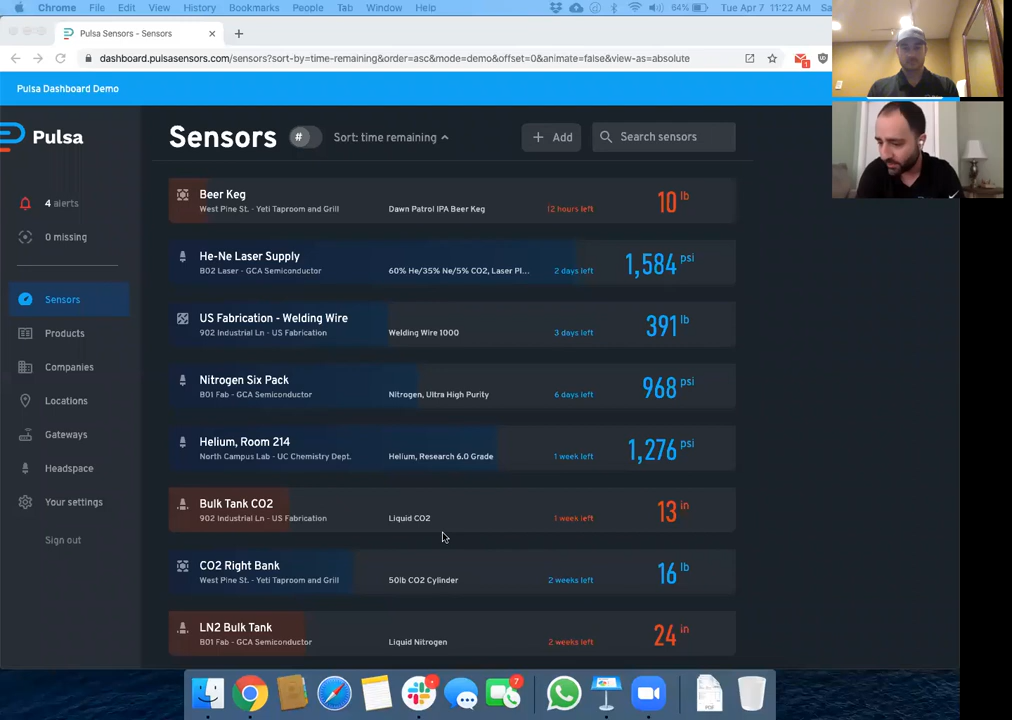 Chrome File Edit View History Bookmarks People Tab Window Help 64% Tue Apr 7 11:22 AM Sa
Pulsa Sensors - Sensors
dashboard.pulsasensors.com/sensors?sort-by=time-remaining&order=asc&mode=demo&offset=0&animate=false&view-as=absolute
1
Pulsa Dashboard Demo
Pulsa
Sensors # Sort: time remaining + Add Search sensors
4 alerts
0 missing
Sensors
Products
Companies
Locations
Gateways
Headspace
Your settings
Sign out
Beer Keg
West Pine St. - Yeti Taproom and Grill Dawn Patrol IPA Beer Keg 12 hours left 10 lb
He-Ne Laser Supply
B02 Laser - GCA Semiconductor 60% He/35% Ne/5% CO2, Laser Pl... 2 days left 1,584 psi
US Fabrication - Welding Wire
902 Industrial Ln - US Fabrication Welding Wire 1000 3 days left 391 lb
Nitrogen Six Pack
B01 Fab - GCA Semiconductor Nitrogen, Ultra High Purity 6 days left 968 psi
Helium, Room 214
North Campus Lab - UC Chemistry Dept. Helium, Research 6.0 Grade 1 week left 1,276 psi
Bulk Tank CO2
902 Industrial Ln - US Fabrication Liquid CO2 1 week left 13 in
CO2 Right Bank
West Pine St. - Yeti Taproom and Grill 50lb CO2 Cylinder 2 weeks left 16 lb
LN2 Bulk Tank
B01 Fab - GCA Semiconductor Liquid Nitrogen 2 weeks left 24 in
7
PDF